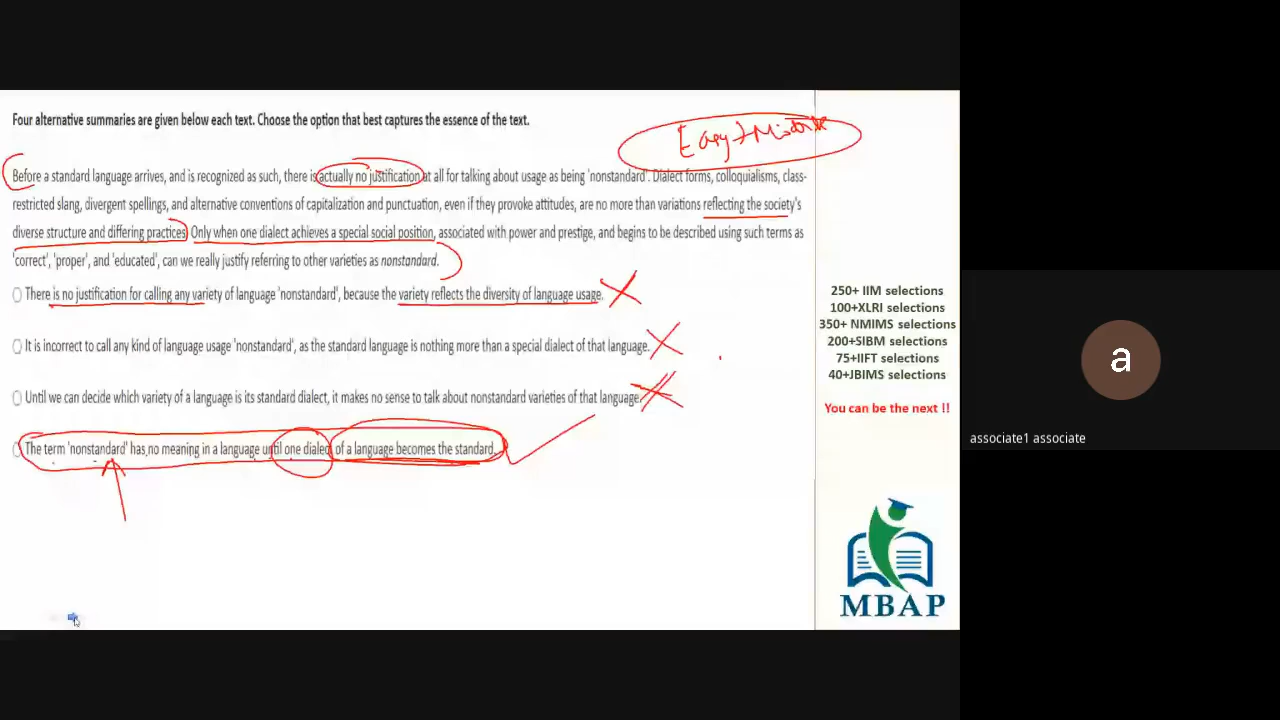 Four alternative summaries are given below each text. Choose the option that best captures the essence of the text.
Before a standard language arrives, and is recognized as such, there is actually no justification at all for talking about usage as being 'nonstandard'. Dialect forms, colloquialisms, class-
restricted slang, divergent spellings, and alternative conventions of capitalization and punctuation, even if they provoke attitudes, are no more than variations reflecting the society's
diverse structure and differing practices. Only when one dialect achieves a special social position, associated with power and prestige, and begins to be described using such terms as
'correct', 'proper', and 'educated', can we really justify referring to other varieties as nonstandard.
There is no justification for calling any variety of language 'nonstandard', because the variety reflects the diversity of language usage.
It is incorrect to call any kind of language usage 'nonstandard', as the standard language is nothing more than a special dialect of that language.
Until we can decide which variety of a language is its standard dialect, it makes no sense to talk about nonstandard varieties of that language.
The term 'nonstandard' has no meaning in a language until one dialect of a language becomes the standard.
250+ IIM selections
100+XLRI selections
350+ NMIMS selections
200+SIBM selections
75+IIFT selections
40+JBIMS selections
You can be the next !!
MBAP
a
associate1 associate